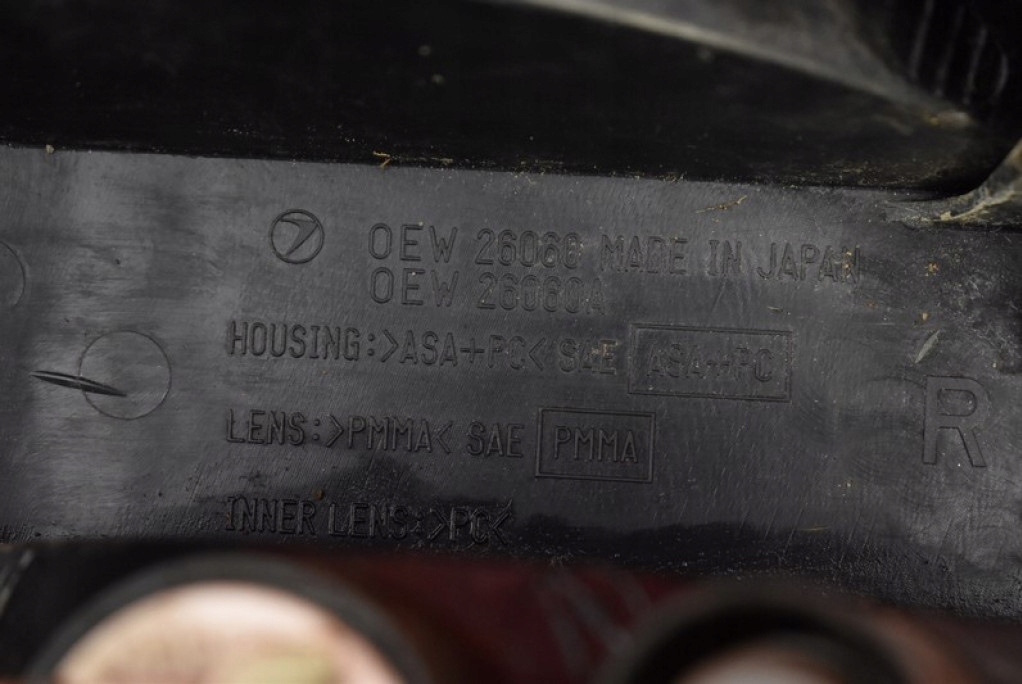 OEW 26066 MADE IN JAPAN
OEW 26060A
HOUSING:>ASA+PC< SAE ASA+PC
LENS:>PMMA< SAE PMMA
R
INNER LENS:>PC<